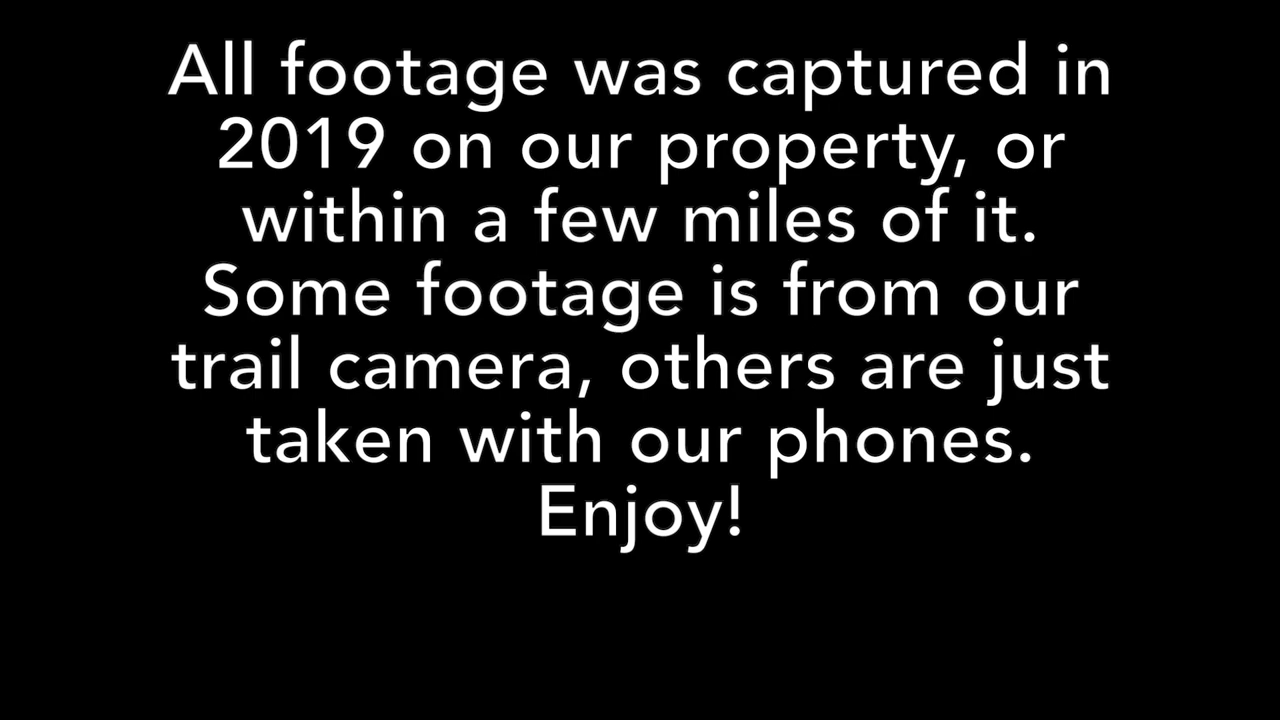 All footage was captured in
2019 on our property, or
within a few miles of it.
Some footage is from our
trail camera, others are just
taken with our phones.
Enjoy!